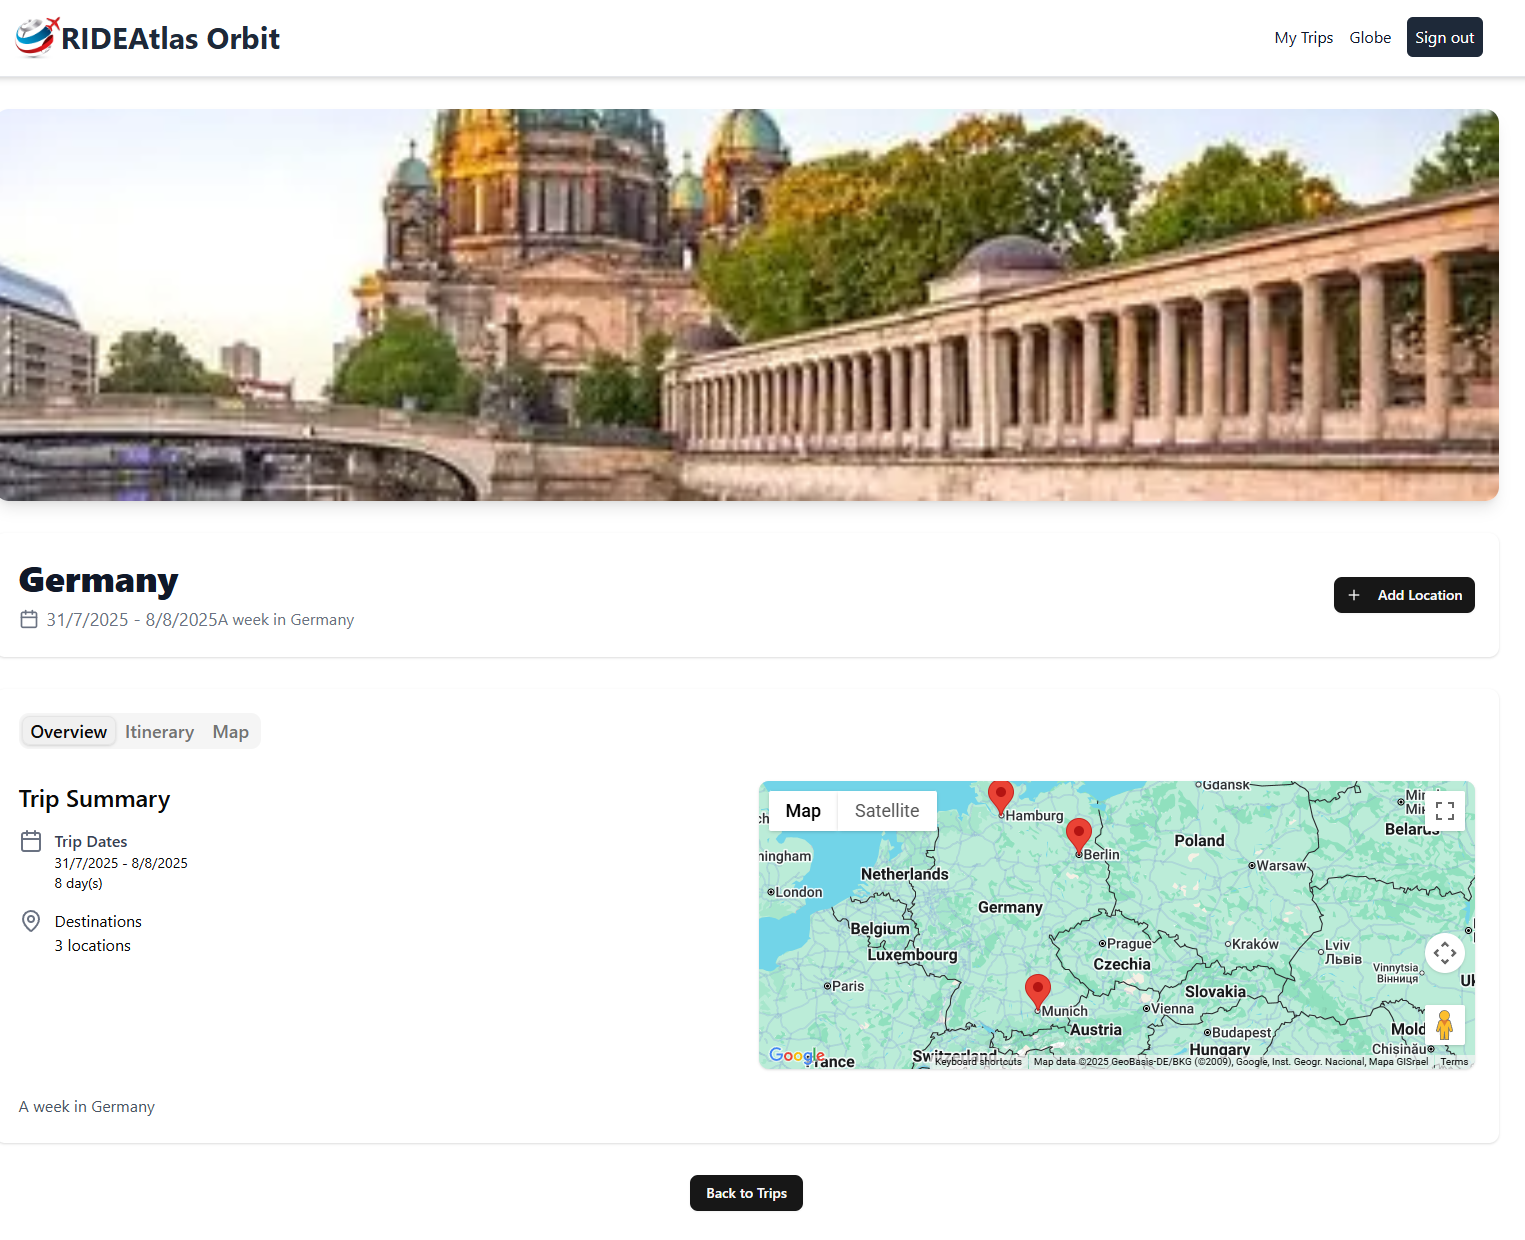 RIDEAtlas Orbit
My Trips Globe Sign out
Germany
31/7/2025 - 8/8/2025A week in Germany
Add Location
Overview Itinerary Map
Trip Summary
Trip Dates
31/7/2025 - 8/8/2025
8 day(s)
Destinations
3 locations
Map Satellite
Gdansk
Hamburg
Belarus
Berlin
Poland
ningham
Warsaw
Netherlands
London
Germany
Belgium
Prague
Kraków
Lviv
Львів
Luxembourg
Czechia
Vinnytsia
Вінниця
Paris
Slovakia
Munich
Vienna
Austria
Budapest
Mold
Chișinău
Hungary
Switzerland
Google
rance
Keyboard shortcuts
Map data ©2025 GeoBasis-DE/BKG (©2009), Google, Inst. Geogr. Nacional, Mapa GISrael
Terms
A week in Germany
Back to Trips